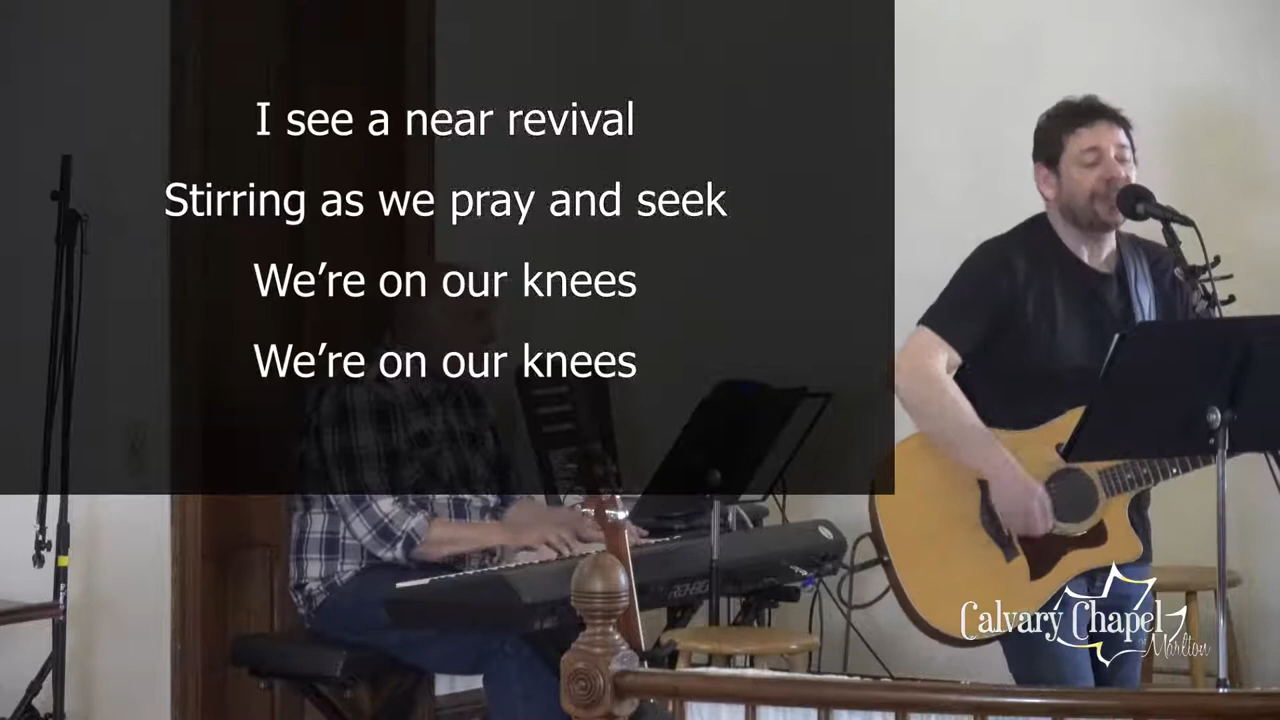 I see a near revival
Stirring as we pray and seek
We're on our knees
We're on our knees
Calvary Chapel
Marlton